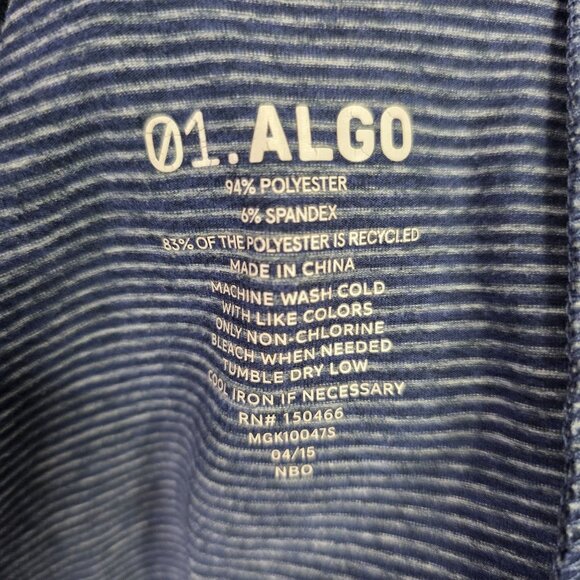 01.ALGO
94% POLYESTER
6% SPANDEX
83% OF THE POLYESTER IS RECYCLED
MADE IN CHINA
MACHINE WASH COLD
WITH LIKE COLORS
ONLY NON-CHLORINE
BLEACH WHEN NEEDED
TUMBLE DRY LOW
COOL IRON IF NECESSARY
RN# 150466
MGK10047S
04/15
NBO